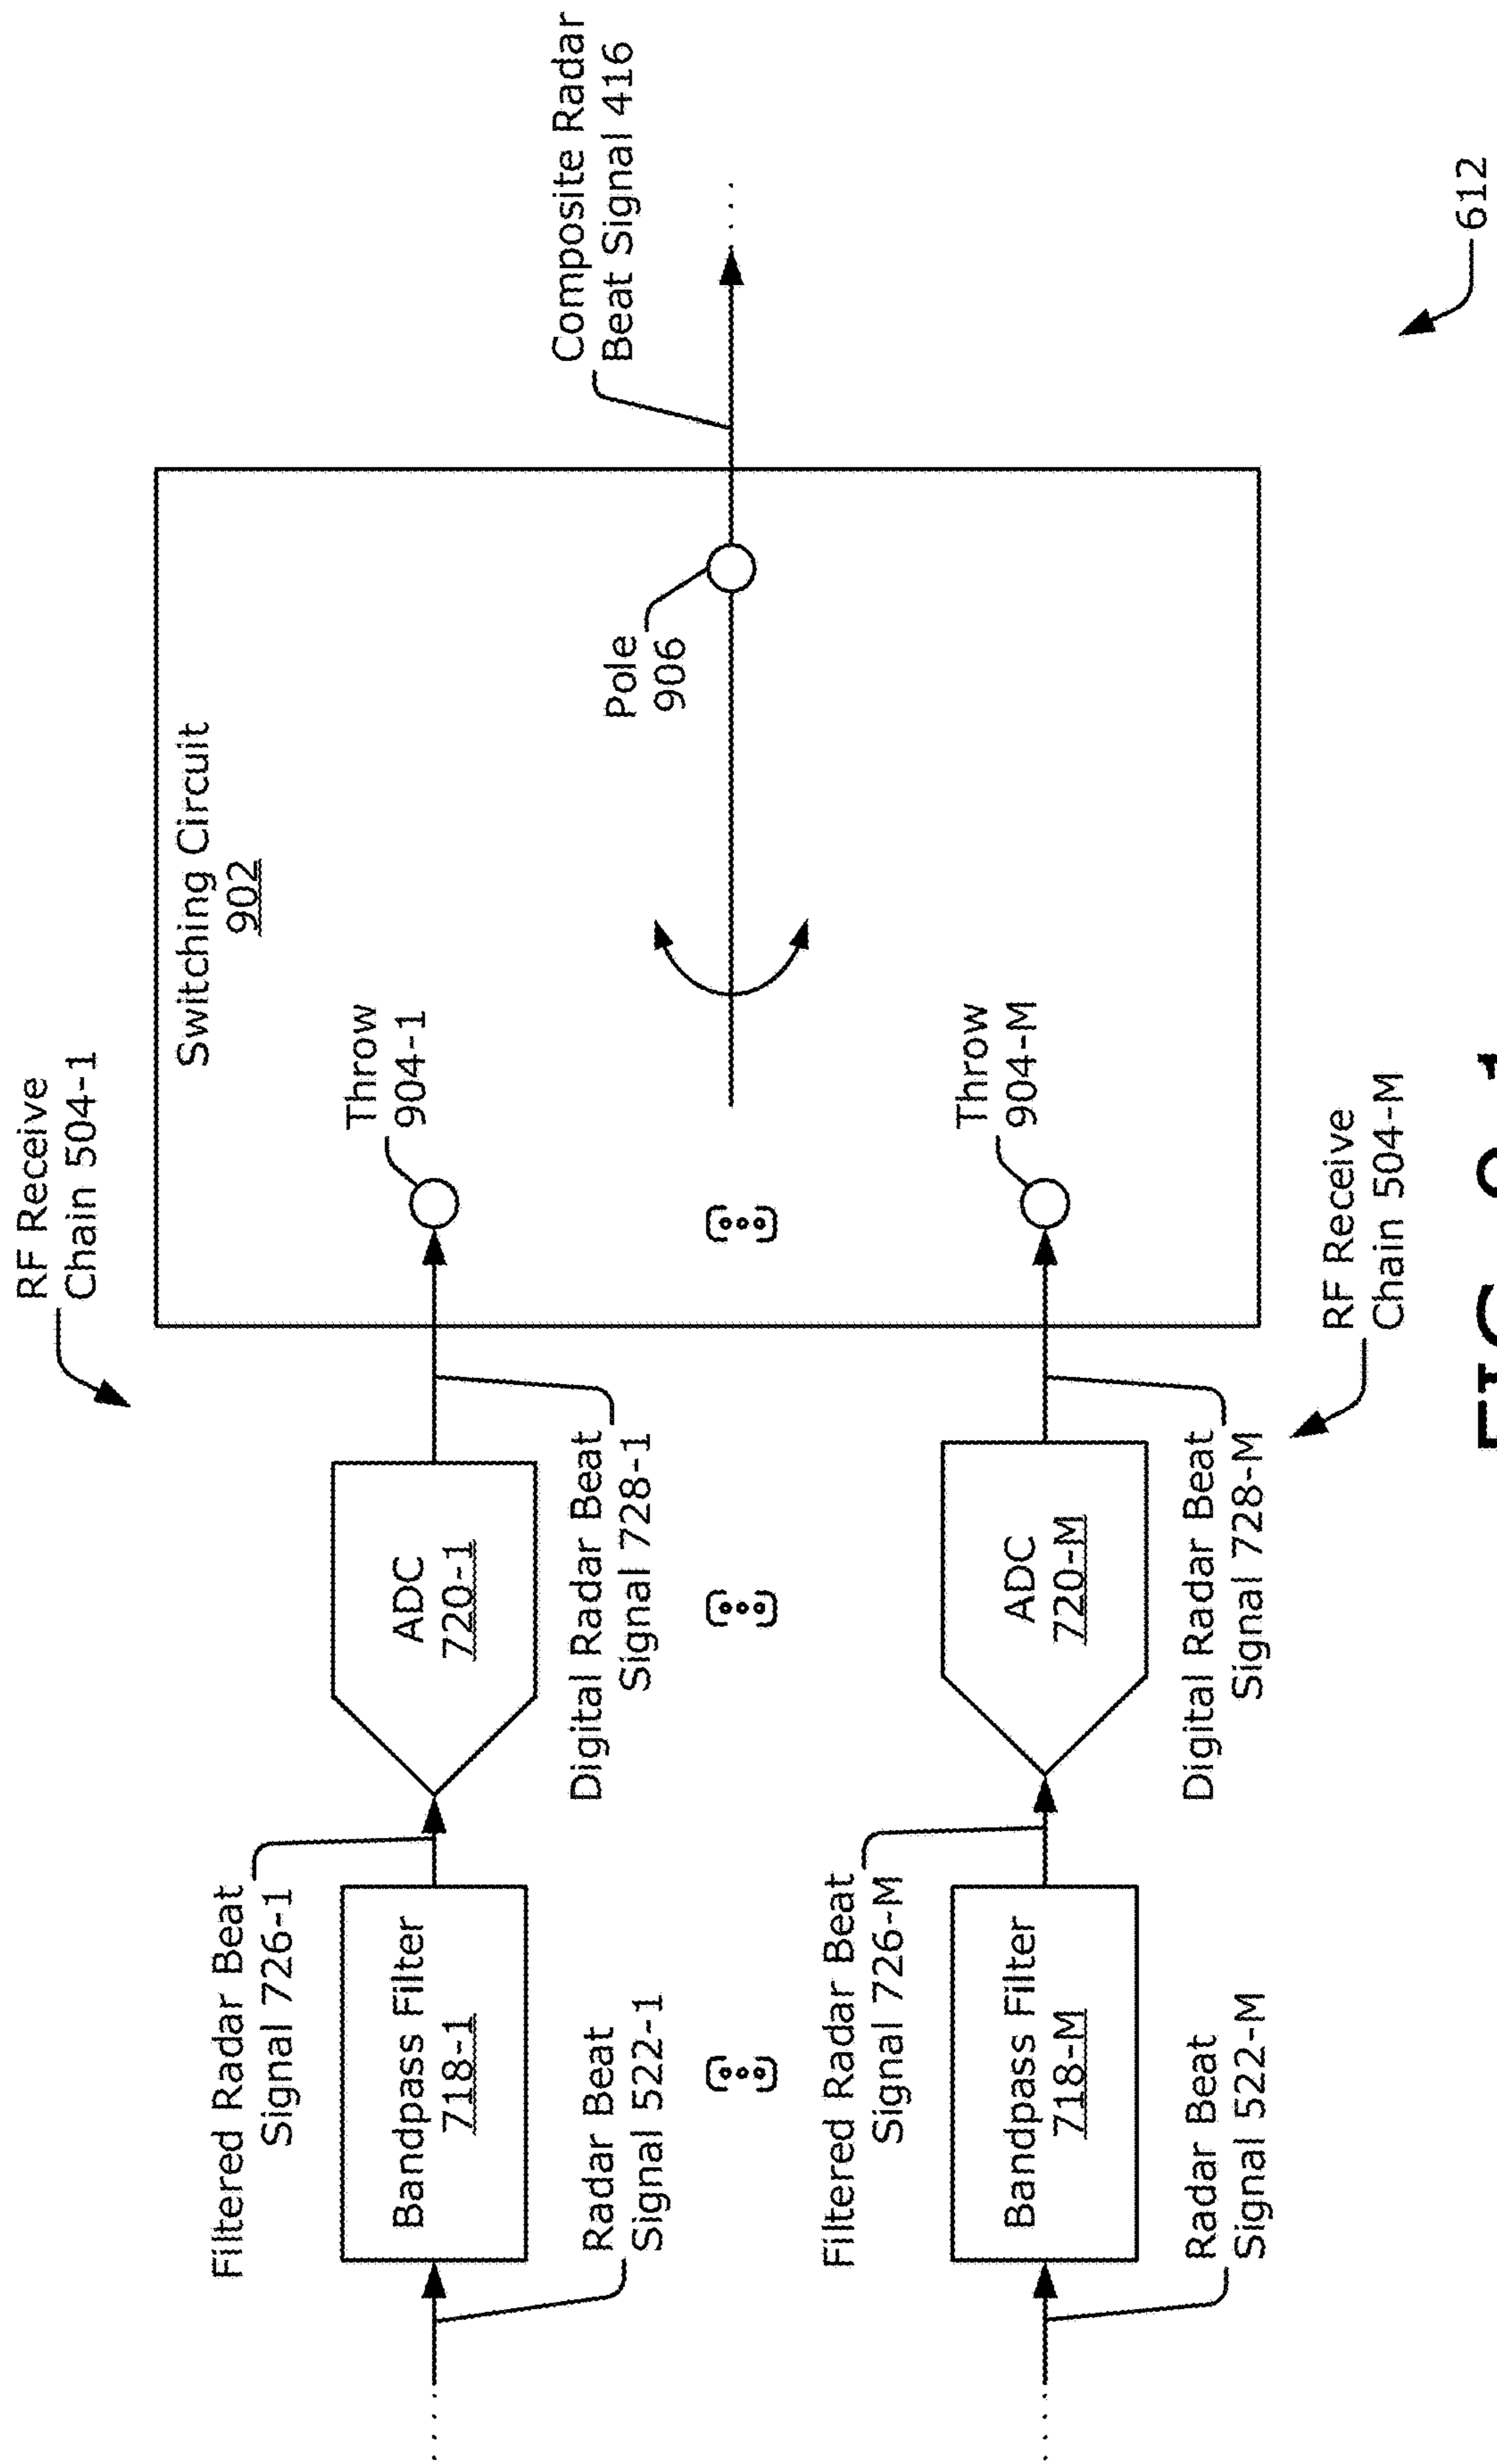 RF Receive
Chain 504-1
Switching Circuit
902
Filtered Radar Beat
Signal 726-1
Bandpass Filter
718-1
ADC
720-1
Throw
904-1
Radar Beat
Signal 522-1
Digital Radar Beat
Signal 728-1
Pole
906
Composite Radar
Beat Signal 416
Filtered Radar Beat
Signal 726-M
Bandpass Filter
718-M
ADC
720-M
Throw
904-M
Radar Beat
Signal 522-M
Digital Radar Beat
Signal 728-M
RF Receive
Chain 504-M
612